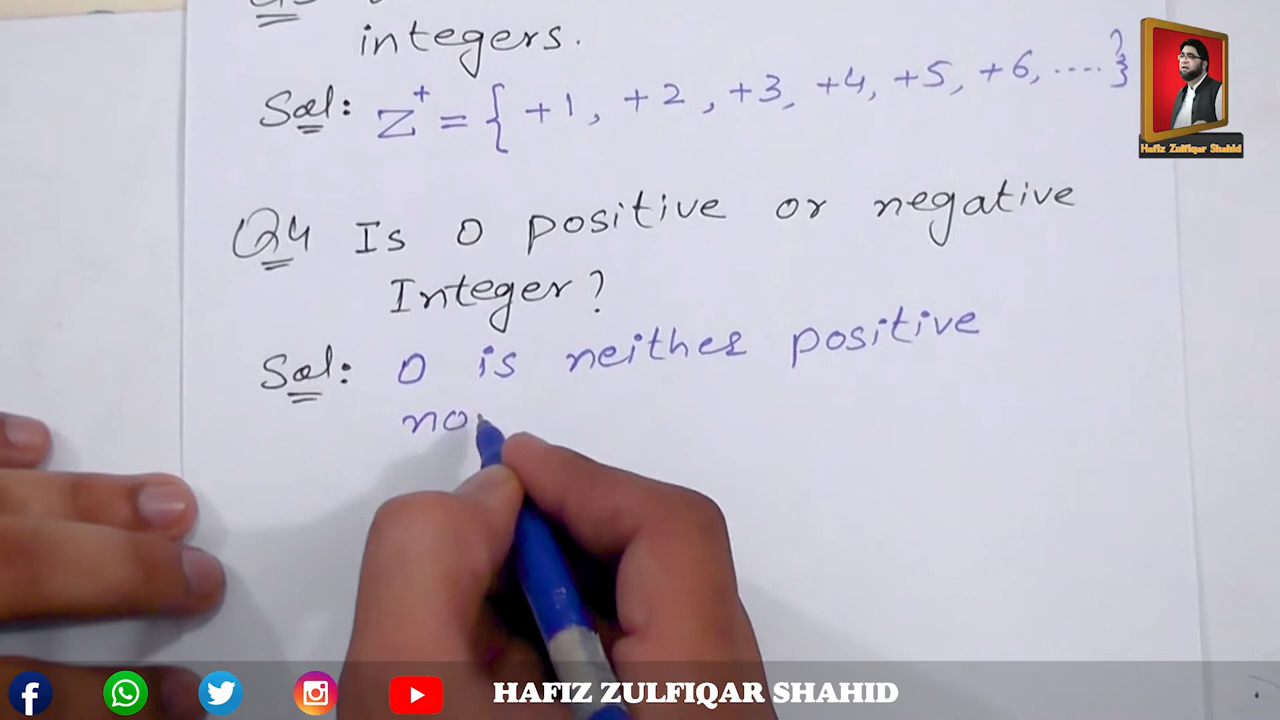 integers.
Sol: Z⁺ = { +1, +2, +3, +4, +5, +6, .... }
Q4 Is 0 positive or negative
Integer?
Sol: 0 is neither positive
no
Hafiz Zulfiqar Shahid
HAFIZ ZULFIQAR SHAHID